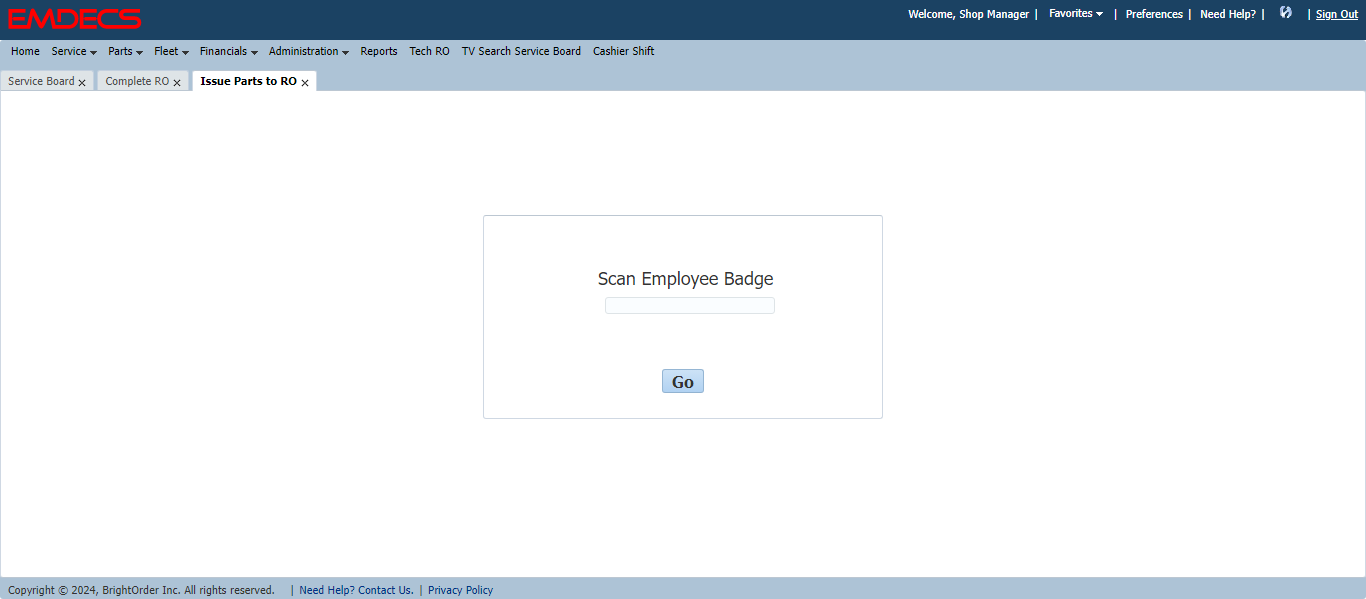 EMDECS
Welcome, Shop Manager | Favorites | Preferences | Need Help? | | Sign Out
Home Service Parts Fleet Financials Administration Reports Tech RO TV Search Service Board Cashier Shift
Service Board x Complete RO x Issue Parts to RO x
Scan Employee Badge
Go
Copyright © 2024, BrightOrder Inc. All rights reserved. | Need Help? Contact Us. | Privacy Policy